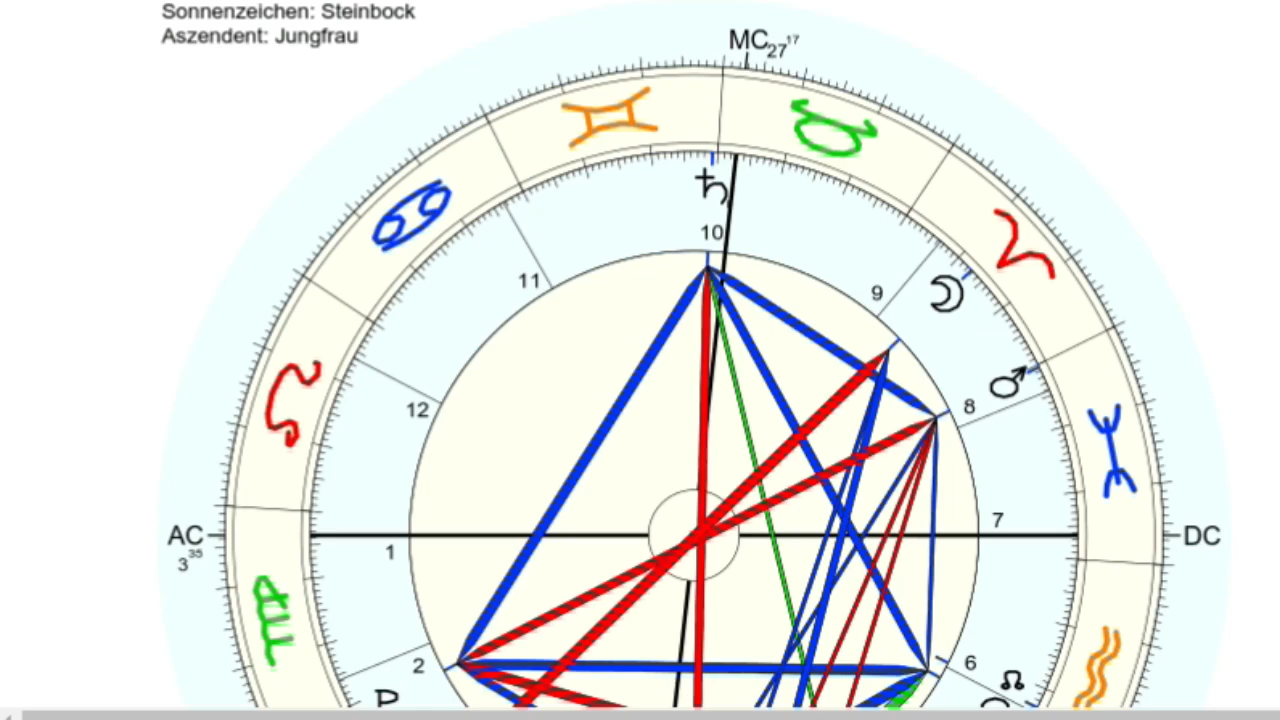 Sonnenzeichen: Steinbock
Aszendent: Jungfrau
MC 27 17
10
9
11
8
12
AC
3 35
1
7
DC
2
6